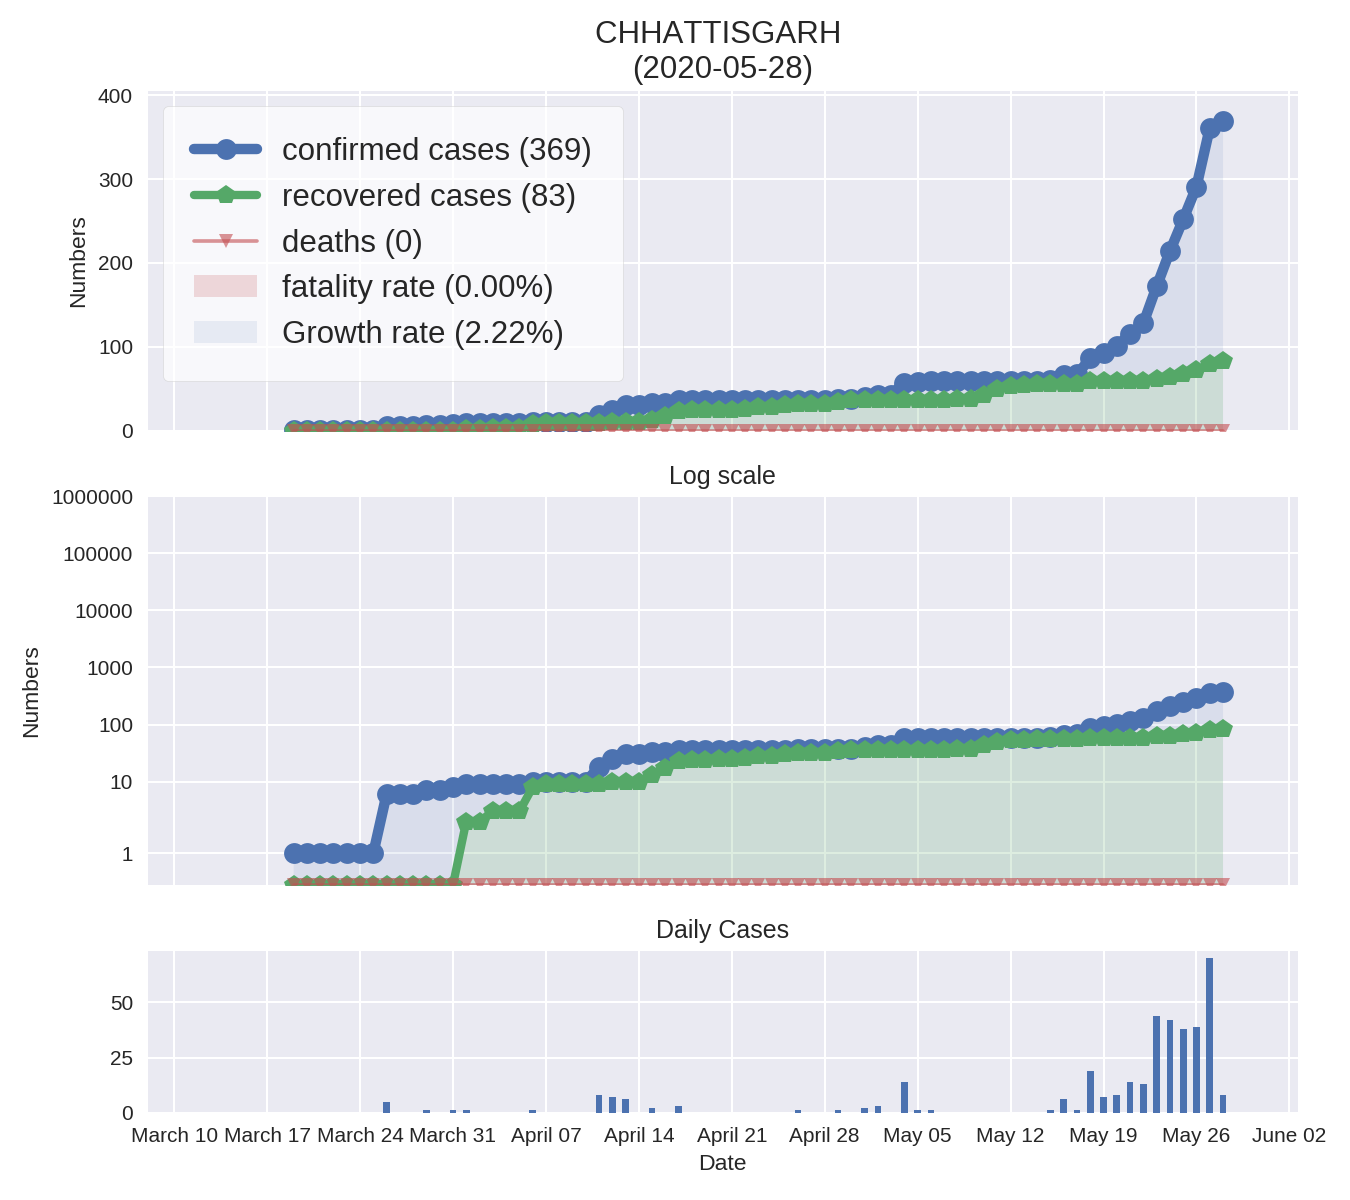 CHHATTISGARH
(2020-05-28)
400
300
200
100
0
Numbers
confirmed cases (369)
recovered cases (83)
deaths (0)
fatality rate (0.00%)
Growth rate (2.22%)
Log scale
1000000
100000
10000
1000
100
10
1
Numbers
Daily Cases
50
25
0
March 10 March 17 March 24 March 31 April 07 April 14 April 21 April 28 May 05 May 12 May 19 May 26 June 02
Date